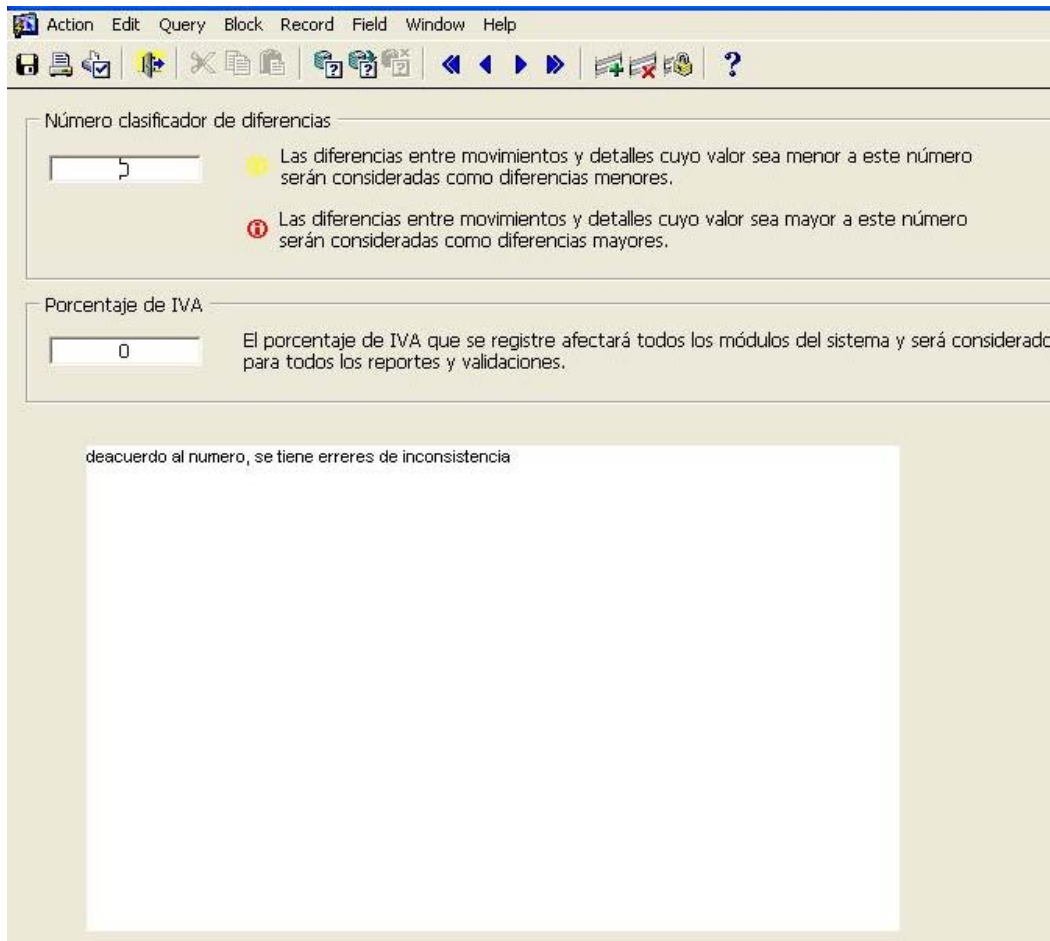 Action Edit Query Block Record Field Window Help
Número clasificador de diferencias
Las diferencias entre movimientos y detalles cuyo valor sea menor a este número
serán consideradas como diferencias menores.
Las diferencias entre movimientos y detalles cuyo valor sea mayor a este número
serán consideradas como diferencias mayores.
Porcentaje de IVA
0
El porcentaje de IVA que se registre afectará todos los módulos del sistema y será considerado
para todos los reportes y validaciones.
deacuerdo al numero, se tiene erreres de inconsistencia